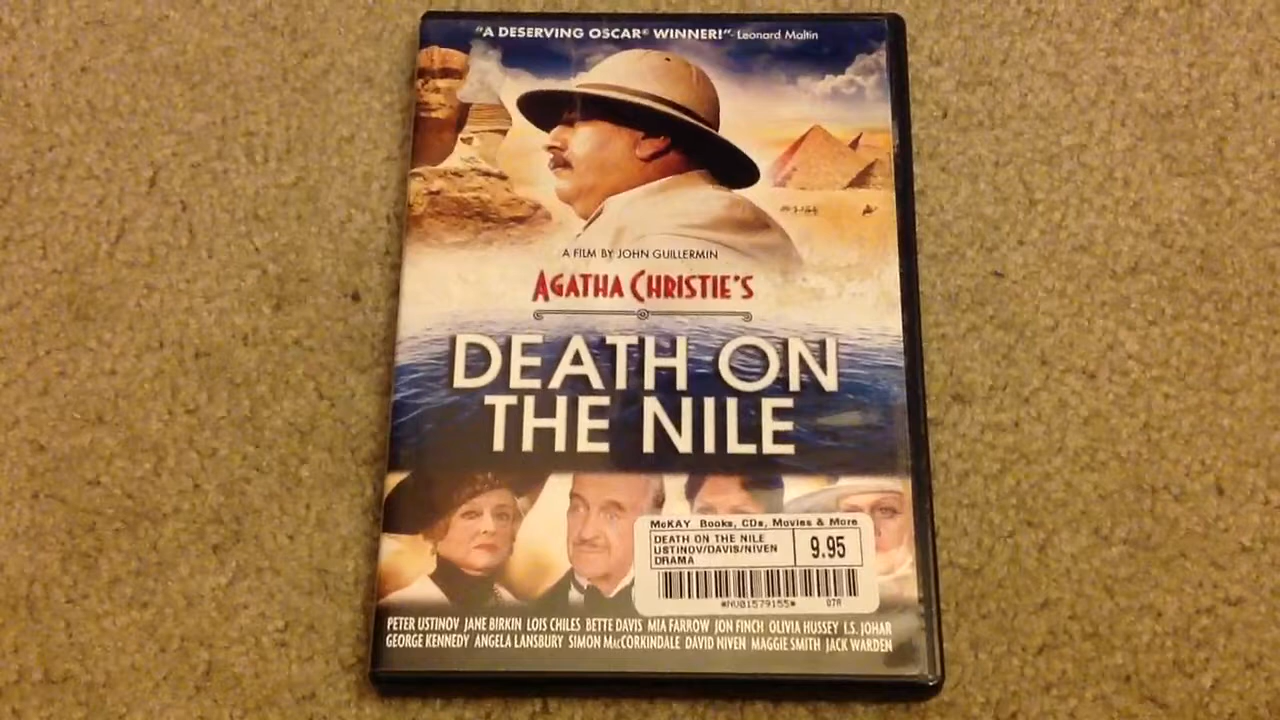 "A DESERVING OSCAR® WINNER!" - Leonard Maltin
A FILM BY JOHN GUILLERMIN
AGATHA CHRISTIE'S
DEATH ON
THE NILE
McKAY Books, CDs, Movies & More
DEATH ON THE NILE
USTINOV/DAVIS/NIVEN
DRAMA
9.95
*NV01579155* 07A
PETER USTINOV JANE BIRKIN LOIS CHILES BETTE DAVIS MIA FARROW JON FINCH OLIVIA HUSSEY I.S. JOHAR
GEORGE KENNEDY ANGELA LANSBURY SIMON MacCORKINDALE DAVID NIVEN MAGGIE SMITH JACK WARDEN